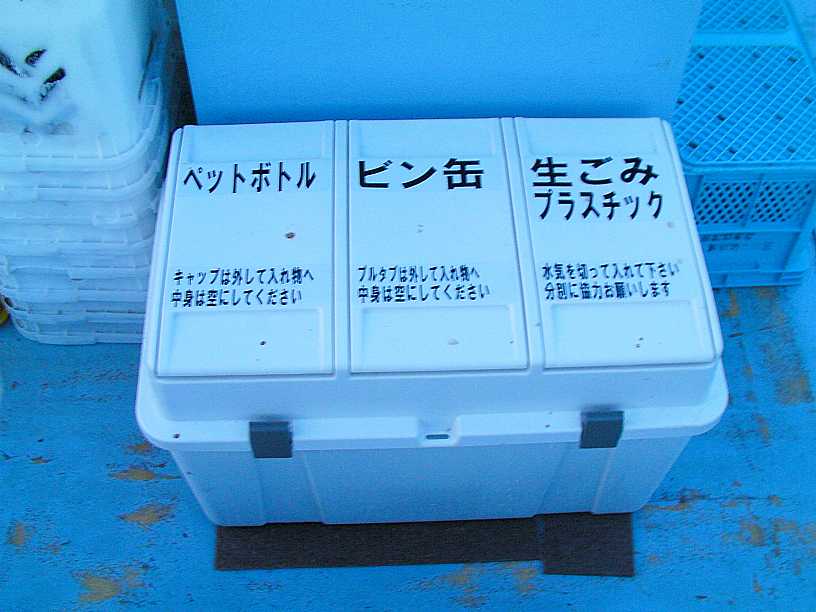 ペットボトル
キャップは外して入れ物へ
中身は空にしてください
ビン缶
プルタブは外して入れ物へ
中身は空にしてください
生ごみ
プラスチック
水気を切って入れて下さい
分別に協力お願いします